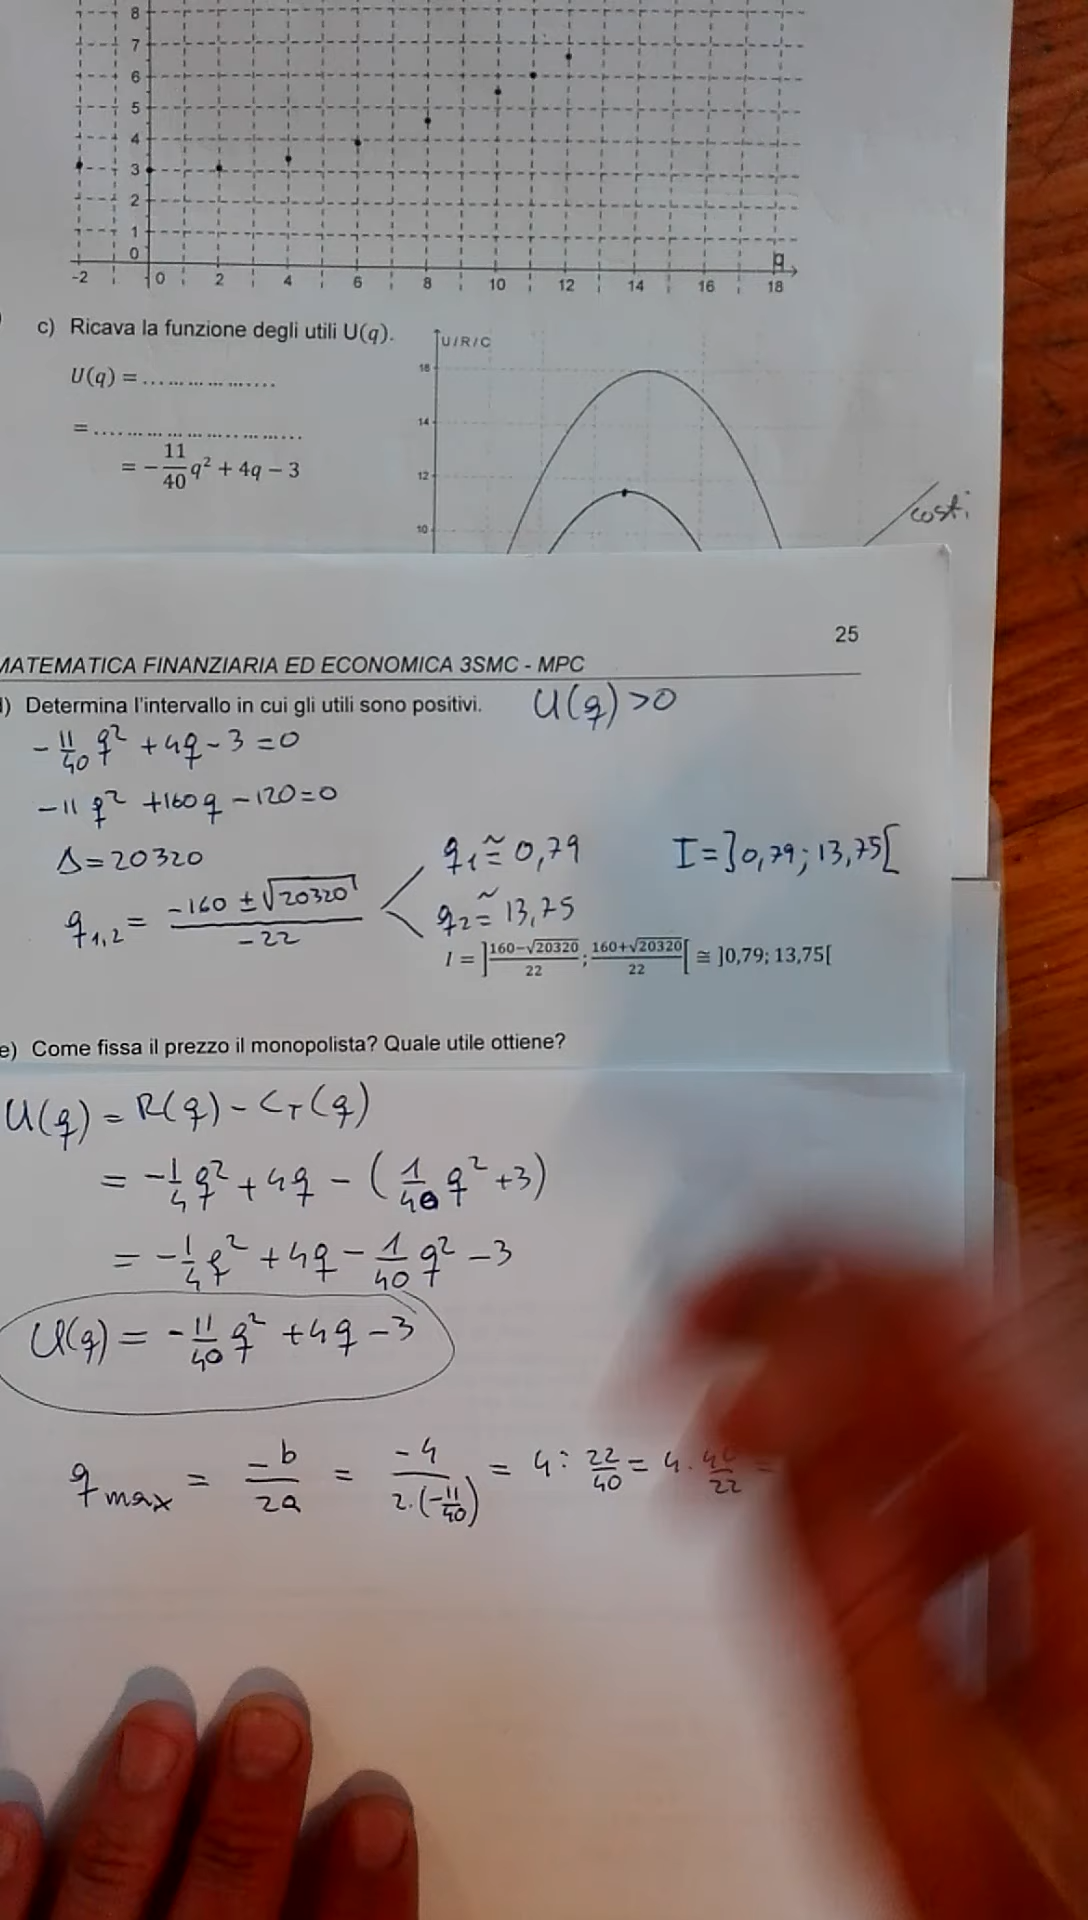 8
7
6
5
4
3
2
1
0
-2 0 2 4 6 8 10 12 14 16 18
q
c) Ricava la funzione degli utili U(q).
U(q) = ...................
= ........................
= -11/40 q² + 4q - 3
U/R/C
16
14
12
10
costi
25
MATEMATICA FINANZIARIA ED ECONOMICA 3SMC - MPC
) Determina l'intervallo in cui gli utili sono positivi. U(q) >0
-11/40 q² + 4q - 3 = 0
-11 q² + 160 q - 120 = 0
Δ = 20320
q1,2 = (-160 ± √20320) / -22
q1 ≅ 0,79
q2 ≅ 13,75
I = ]0,79; 13,75[
I = ](160-√20320)/22 ; (160+√20320)/22[ ≅ ]0,79; 13,75[
e) Come fissa il prezzo il monopolista? Quale utile ottiene?
U(q) = R(q) - CT(q)
= -1/4 q² + 4q - (1/40 q² + 3)
= -1/4 q² + 4q - 1/40 q² - 3
U(q) = -11/40 q² + 4q - 3
q max = -b/2a = -4/(2·(-11/40)) = 4 : 22/40 = 4 · 40/22 =